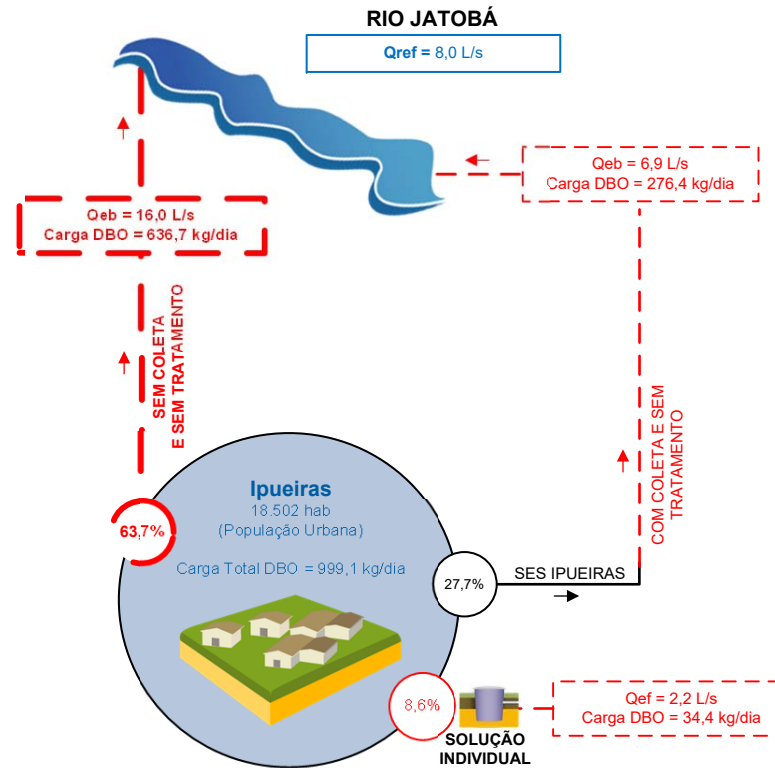 RIO JATOBÁ
Qref = 8,0 L/s
Qeb = 6,9 L/s
Carga DBO = 276,4 kg/dia
Qeb = 16,0 L/s
Carga DBO = 636,7 kg/dia
SEM COLETA
E SEM TRATAMENTO
COM COLETA E SEM
TRATAMENTO
Ipueiras
18.502 hab
(População Urbana)
Carga Total DBO = 999,1 kg/dia
63,7%
27,7%
SES IPUEIRAS
8,6%
SOLUÇÃO
INDIVIDUAL
Qef = 2,2 L/s
Carga DBO = 34,4 kg/dia